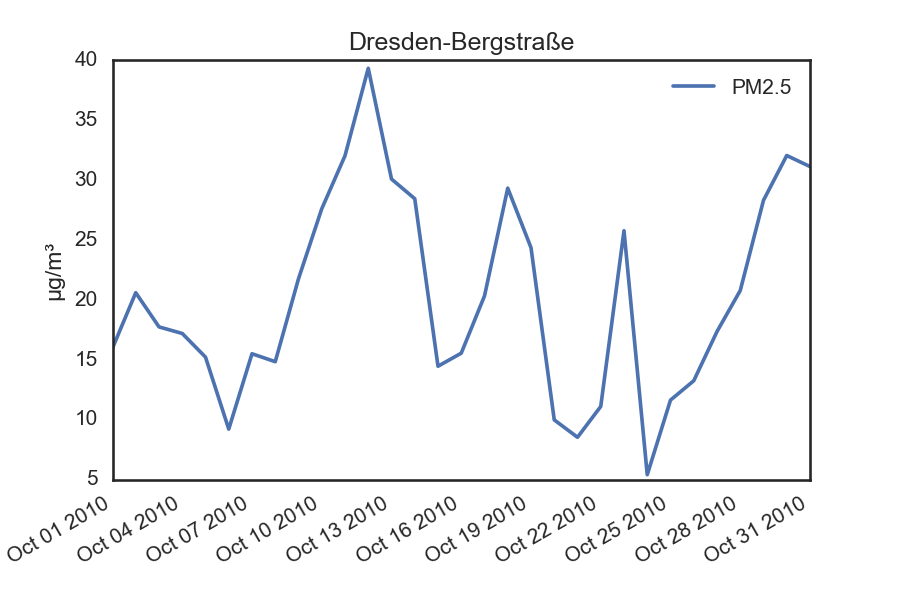 Dresden-Bergstraße
PM2.5
µg/m³
40
35
30
25
20
15
10
5
Oct 01 2010
Oct 04 2010
Oct 07 2010
Oct 10 2010
Oct 13 2010
Oct 16 2010
Oct 19 2010
Oct 22 2010
Oct 25 2010
Oct 28 2010
Oct 31 2010